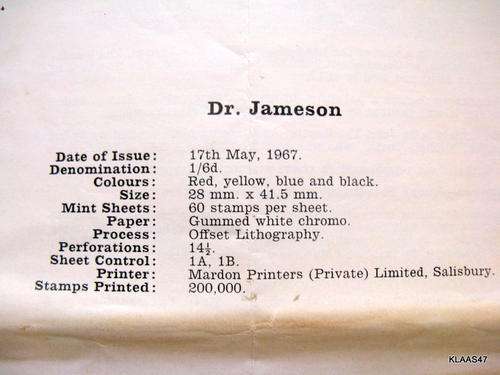 Dr. Jameson
Date of Issue: 17th May, 1967.
Denomination: 1/6d.
Colours: Red, yellow, blue and black.
Size: 28 mm. x 41.5 mm.
Mint Sheets: 60 stamps per sheet.
Paper: Gummed white chromo.
Process: Offset Lithography.
Perforations: 14½.
Sheet Control: 1A, 1B.
Printer: Mardon Printers (Private) Limited, Salisbury.
Stamps Printed: 200,000.
KLAAS47